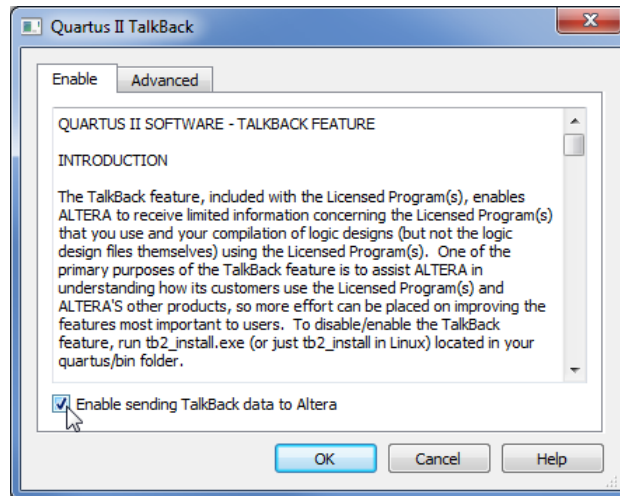 Quartus II TalkBack
Enable
Advanced
QUARTUS II SOFTWARE - TALKBACK FEATURE
INTRODUCTION
The TalkBack feature, included with the Licensed Program(s), enables
ALTERA to receive limited information concerning the Licensed Program(s)
that you use and your compilation of logic designs (but not the logic
design files themselves) using the Licensed Program(s).  One of the
primary purposes of the TalkBack feature is to assist ALTERA in
understanding how its customers use the Licensed Program(s) and
ALTERA'S other products, so more effort can be placed on improving the
features most important to users.  To disable/enable the TalkBack
feature, run tb2_install.exe (or just tb2_install in Linux) located in your
quartus/bin folder.
Enable sending TalkBack data to Altera
OK
Cancel
Help